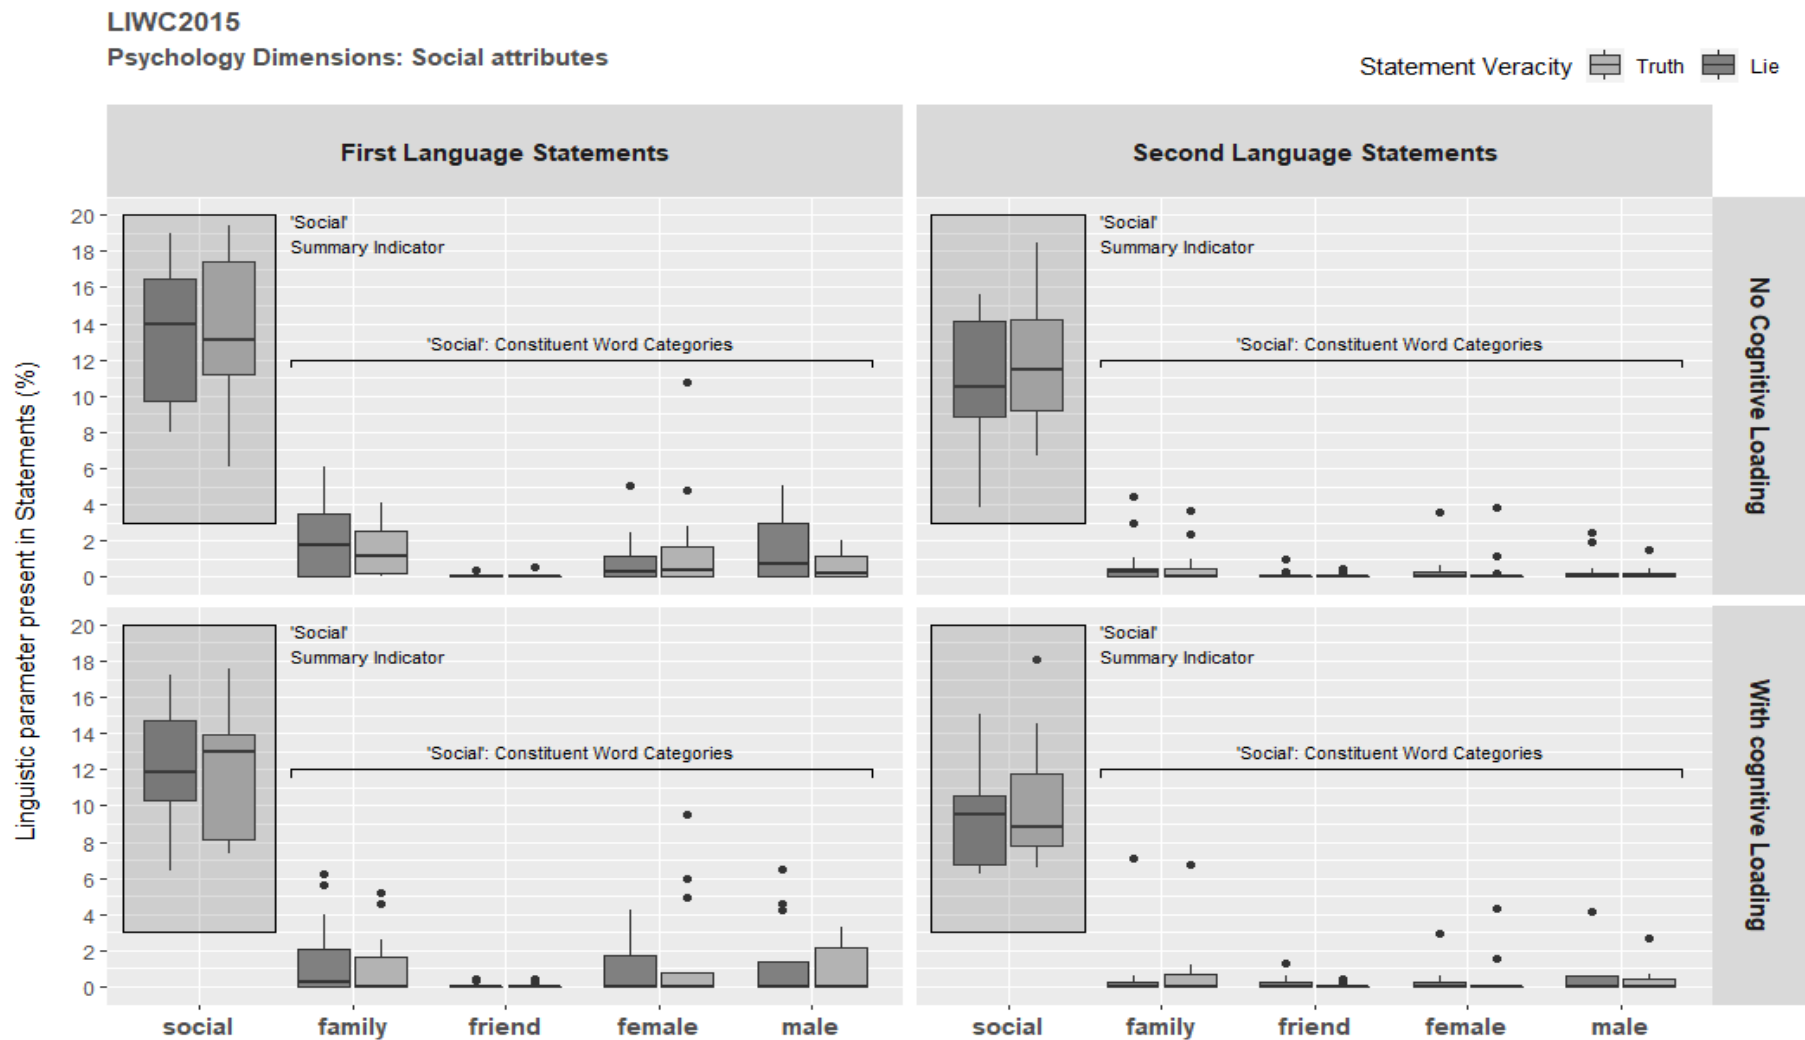 LIWC2015
Psychology Dimensions: Social attributes
Statement Veracity Truth Lie
First Language Statements
Second Language Statements
Linguistic parameter present in Statements (%)
20
18
16
14
12
10
8
6
4
2
0
'Social'
Summary Indicator
'Social': Constituent Word Categories
'Social'
Summary Indicator
'Social': Constituent Word Categories
No Cognitive Loading
20
18
16
14
12
10
8
6
4
2
0
'Social'
Summary Indicator
'Social': Constituent Word Categories
'Social'
Summary Indicator
'Social': Constituent Word Categories
With cognitive Loading
social family friend female male
social family friend female male